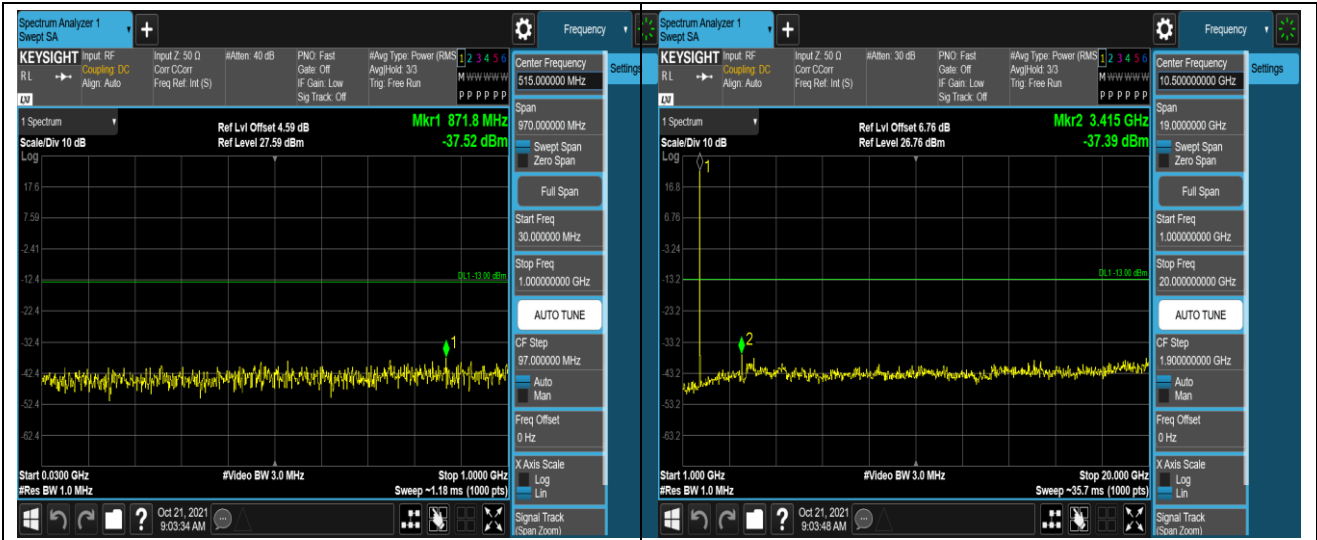 Spectrum Analyzer 1
Swept SA
+
Frequency
KEYSIGHT
RL
LXI
Input: RF
Coupling: DC
Align: Auto
Input Z: 50 Ω
Corr CCorr
Freq Ref: Int (S)
#Atten: 40 dB
PNO: Fast
Gate: Off
IF Gain: Low
Sig Track: Off
#Avg Type: Power (RMS
Avg|Hold: 3/3
Trig: Free Run
1 2 3 4 5 6
M W W W W W
P P P P P P
Center Frequency
515.000000 MHz
Settings
Span
970.000000 MHz
Swept Span
Zero Span
Full Span
Start Freq
30.000000 MHz
Stop Freq
1.000000000 GHz
AUTO TUNE
CF Step
97.000000 MHz
Auto
Man
Freq Offset
0 Hz
X Axis Scale
Log
Lin
Signal Track
(Span Zoom)
1 Spectrum
Scale/Div 10 dB
Log
Ref Lvl Offset 4.59 dB
Ref Level 27.59 dBm
Mkr1 871.8 MHz
-37.52 dBm
17.6
7.59
-2.41
DL1 -13.00 dBm
-12.4
-22.4
-32.4
1
-42.4
-52.4
-62.4
Start 0.0300 GHz
#Res BW 1.0 MHz
#Video BW 3.0 MHz
Stop 1.0000 GHz
Sweep ~1.18 ms (1000 pts)
?
Oct 21, 2021
9:03:34 AM
Spectrum Analyzer 1
Swept SA
+
Frequency
KEYSIGHT
RL
LXI
Input: RF
Coupling: DC
Align: Auto
Input Z: 50 Ω
Corr CCorr
Freq Ref: Int (S)
#Atten: 30 dB
PNO: Fast
Gate: Off
IF Gain: Low
Sig Track: Off
#Avg Type: Power (RMS
Avg|Hold: 3/3
Trig: Free Run
1 2 3 4 5 6
M W W W W W
P P P P P P
Center Frequency
10.500000000 GHz
Settings
Span
19.0000000 GHz
Swept Span
Zero Span
Full Span
Start Freq
1.000000000 GHz
Stop Freq
20.000000000 GHz
AUTO TUNE
CF Step
1.900000000 GHz
Auto
Man
Freq Offset
0 Hz
X Axis Scale
Log
Lin
Signal Track
(Span Zoom)
1 Spectrum
Scale/Div 10 dB
Log
Ref Lvl Offset 6.76 dB
Ref Level 26.76 dBm
Mkr2 3.415 GHz
-37.39 dBm
1
16.8
6.76
-3.24
DL1 -13.00 dBm
-13.2
-23.2
-33.2
2
-43.2
-53.2
-63.2
Start 1.000 GHz
#Res BW 1.0 MHz
#Video BW 3.0 MHz
Stop 20.000 GHz
Sweep ~35.7 ms (1000 pts)
?
Oct 21, 2021
9:03:48 AM